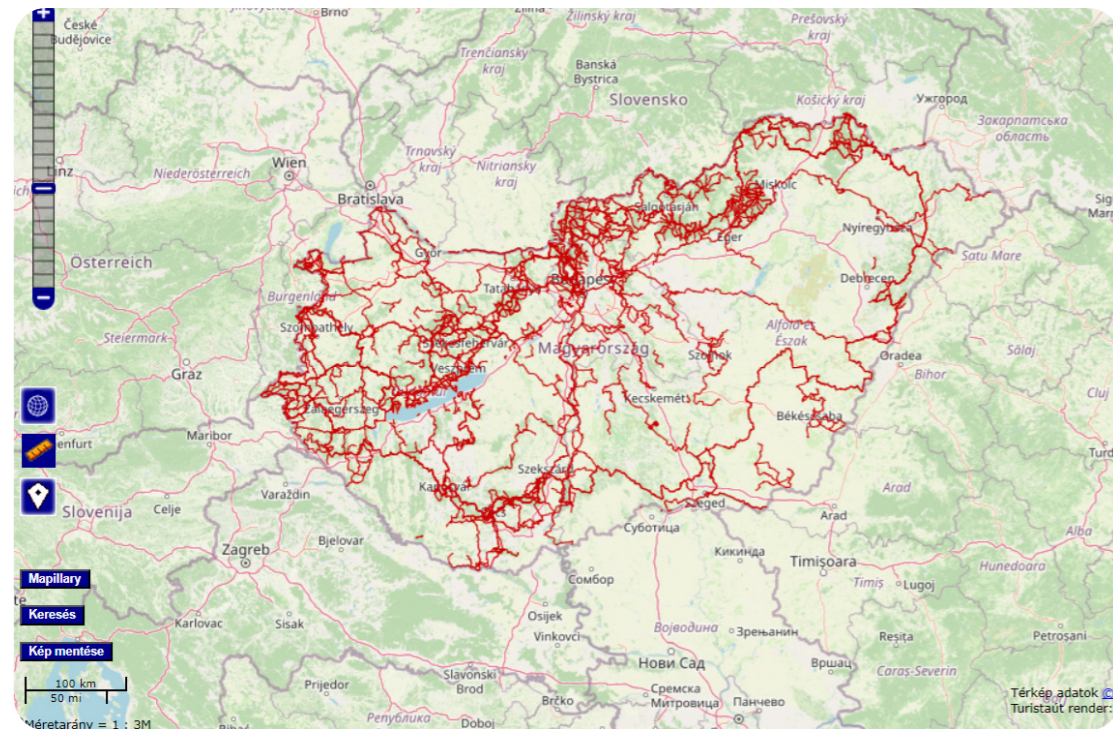 České
Budějovice
Brno
Žilinský kraj
Prešovský
kraj
Trenčiansky
kraj
Banská
Bystrica
Slovensko
Košický kraj
Ужгород
Закарпатська
область
Linz
Wien
Niederösterreich
Trnavský
kraj
Nitriansky
kraj
Bratislava
Miskolc
Salgótarján
Eger
Nyíregyháza
Satu Mare
Österreich
Győr
Budapest
Debrecen
Burgenland
Steiermark
Szombathely
Székesfehérvár
Magyarország
Alföld és
Észak
Szolnok
Oradea
Sălaj
Graz
Veszprém
Bihor
Cluj
Kecskemét
Zalaegerszeg
Békéscsaba
Maribor
Szekszárd
Kaposvár
Varaždin
Slovenija
Celje
Szeged
Arad
Arad
Суботица
Alba
Zagreb
Bjelovar
Кикинда
Timișoara
Hunedoara
Сомбор
Timiș
Lugoj
Mapillary
Keresés
Karlovac
Sisak
Osijek
Vinkovci
Војводина
Зрењанин
Reșița
Petroșani
Kép mentése
Нови Сад
Вршац
Caraș-Severin
100 km
50 mi
Prijedor
Slavonski
Brod
Brčko
Сремска
Митровица
Панчево
Térkép adatok ©
Turistaút render:
Méretarány = 1 : 3M
Република
Doboj